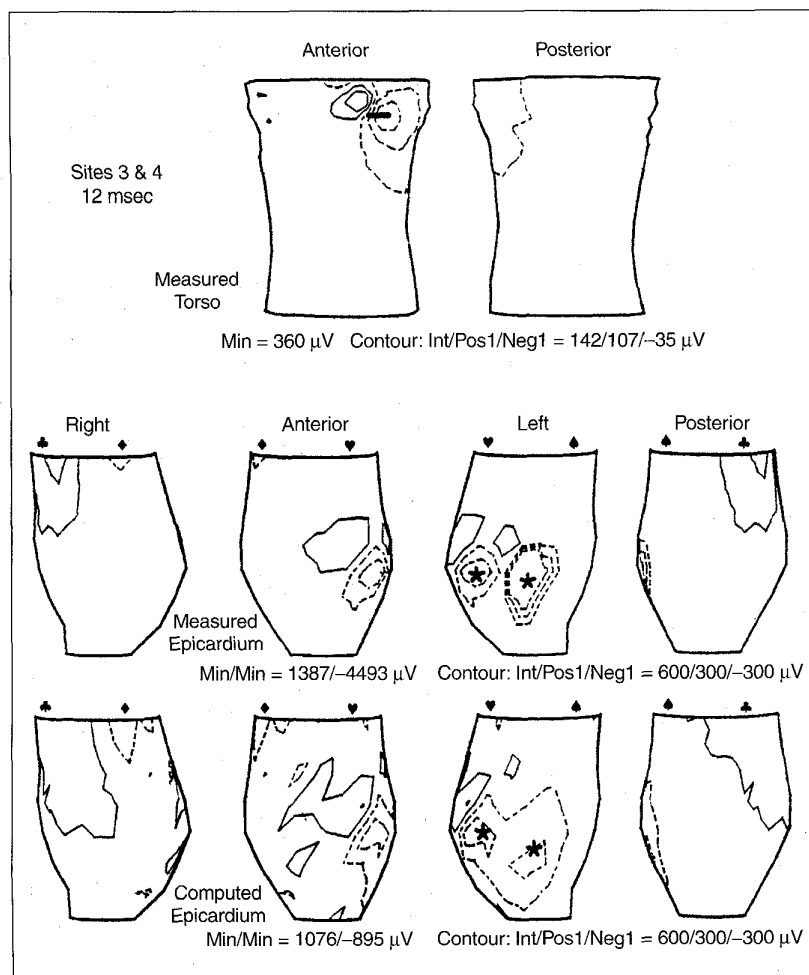 Anterior Posterior
Sites 3 & 4
12 msec
Measured
Torso
Min = 360 µV Contour: Int/Pos1/Neg1 = 142/107/–35 µV
Right Anterior Left Posterior
♣ ♦ ♦ ♥ ♥ ♠ ♠ ♣
Measured
Epicardium
Min/Min = 1387/–4493 µV Contour: Int/Pos1/Neg1 = 600/300/–300 µV
♣ ♦ ♦ ♥ ♥ ♠ ♠ ♣
Computed
Epicardium
Min/Min = 1076/–895 µV Contour: Int/Pos1/Neg1 = 600/300/–300 µV